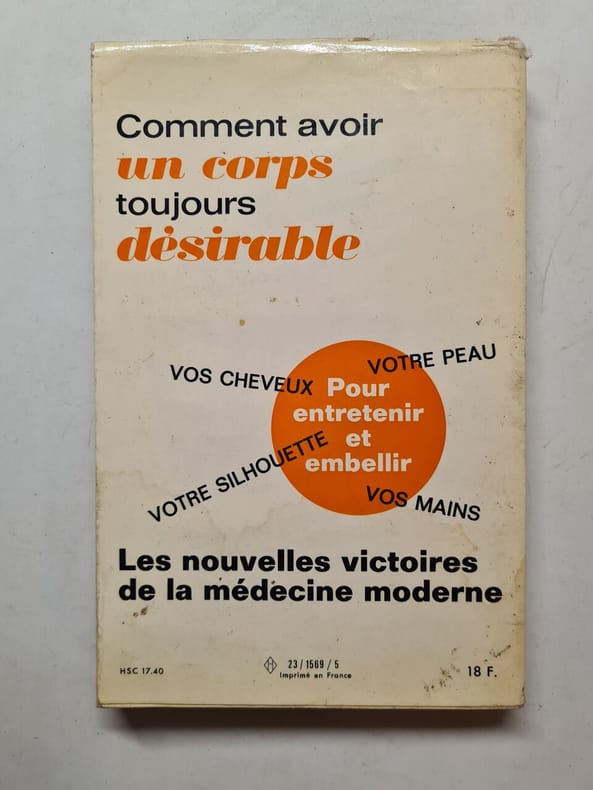 Comment avoir
un corps
toujours
désirable
VOS CHEVEUX
VOTRE PEAU
Pour
entretenir
et
embellir
VOTRE SILHOUETTE
VOS MAINS
Les nouvelles victoires
de la médecine moderne
HSC 17.40
23/1569/5
Imprimé en France
18 F.